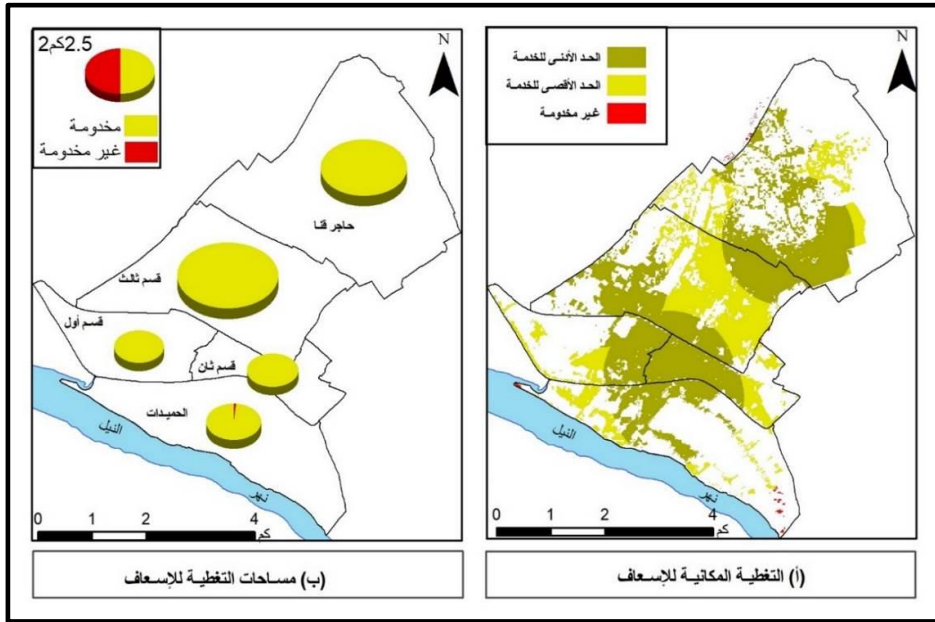 N
الحد الأدنى للخدمة
الحد الأقصى للخدمة
غير مخدومة
0 1 2 4
كم
(أ) التغطية المكانية للإسعاف
N
2.5كم2
مخدومة
غير مخدومة
حاجر قنا
قسم ثالث
قسم أول
قسم ثان
الحميدات
نهر
النيل
0 1 2 4
كم
(ب) مساحات التغطية للإسعاف